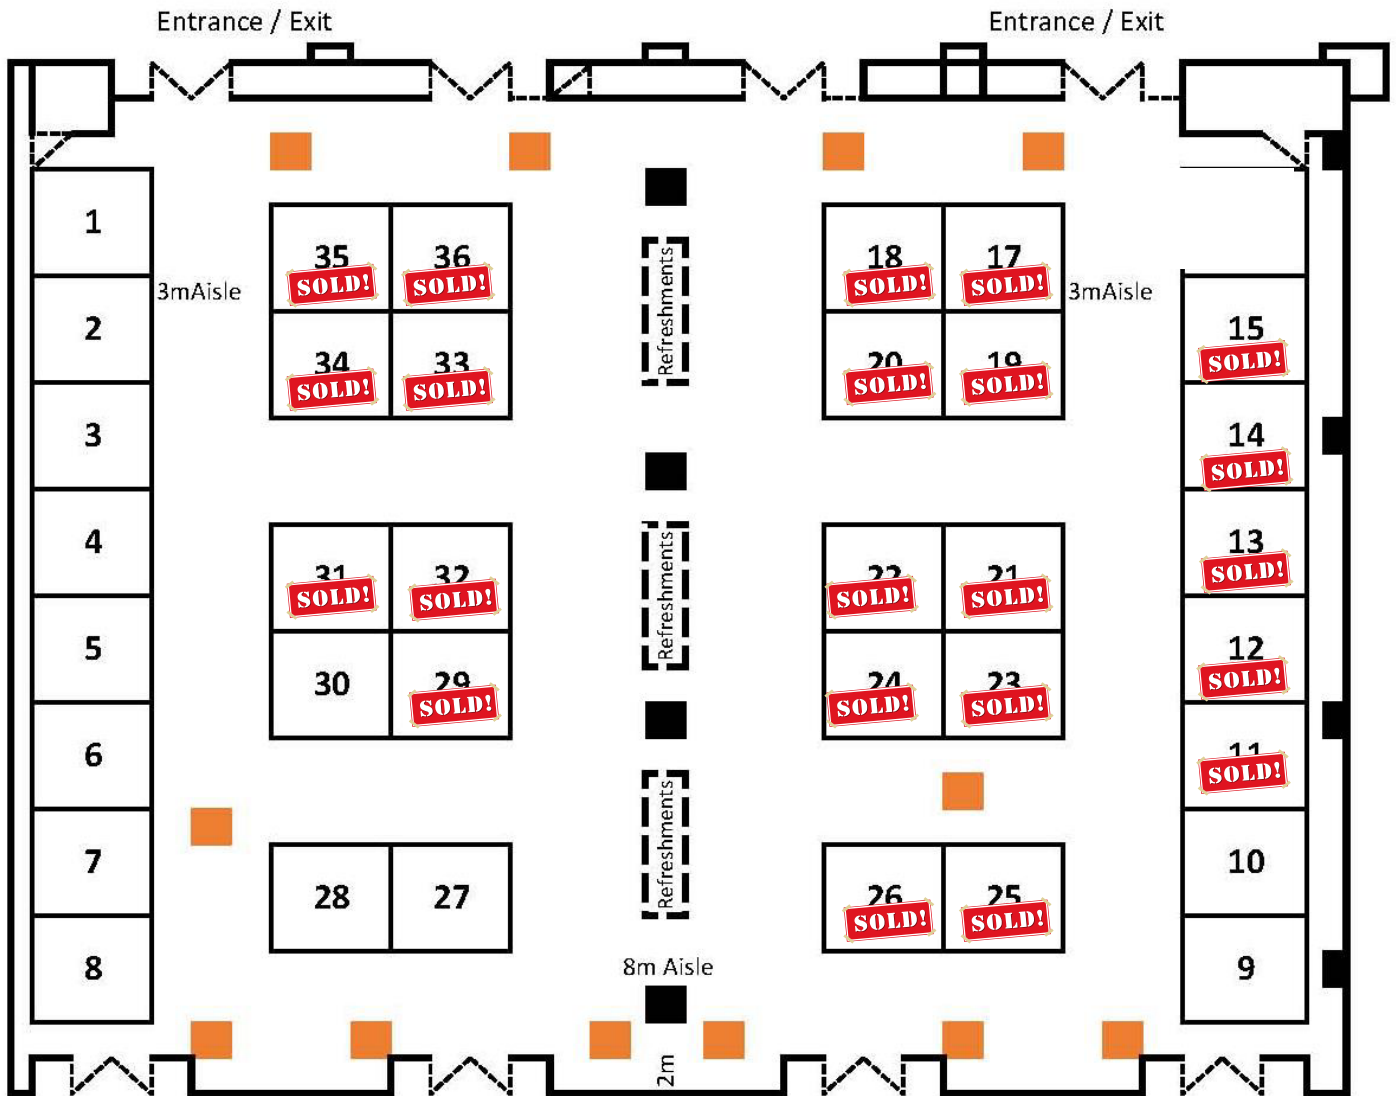 Entrance / Exit
Entrance / Exit
1
2
3
4
5
6
7
8
3mAisle
35
SOLD!
36
SOLD!
34
SOLD!
33
SOLD!
31
SOLD!
32
SOLD!
30
29
SOLD!
28
27
Refreshments
Refreshments
Refreshments
8m Aisle
2m
18
SOLD!
17
SOLD!
20
SOLD!
19
SOLD!
22
SOLD!
21
SOLD!
24
SOLD!
23
SOLD!
26
SOLD!
25
SOLD!
3mAisle
15
SOLD!
14
SOLD!
13
SOLD!
12
SOLD!
11
SOLD!
10
9